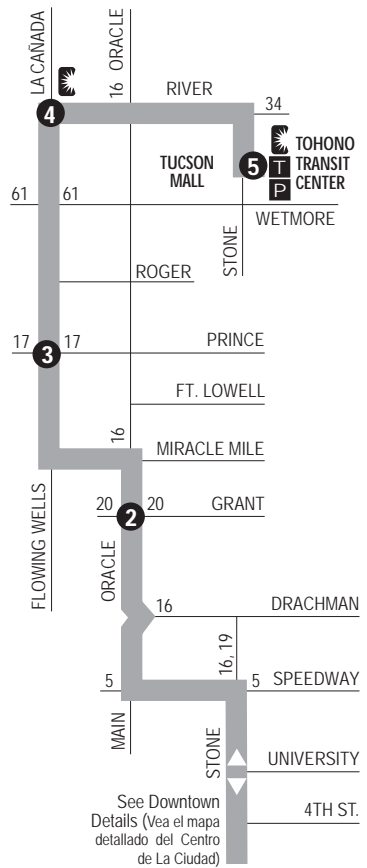 LA CAÑADA
16 ORACLE
RIVER
34
4
5
T
P
TOHONO
TRANSIT
CENTER
TUCSON
MALL
61 61
WETMORE
STONE
ROGER
17 17
3
PRINCE
FT. LOWELL
16
MIRACLE MILE
FLOWING WELLS
20 20
2
GRANT
ORACLE
16
DRACHMAN
16, 19
5 5
SPEEDWAY
MAIN
STONE
UNIVERSITY
See Downtown
Details (Vea el mapa
detallado del Centro
de La Ciudad)
4TH ST.